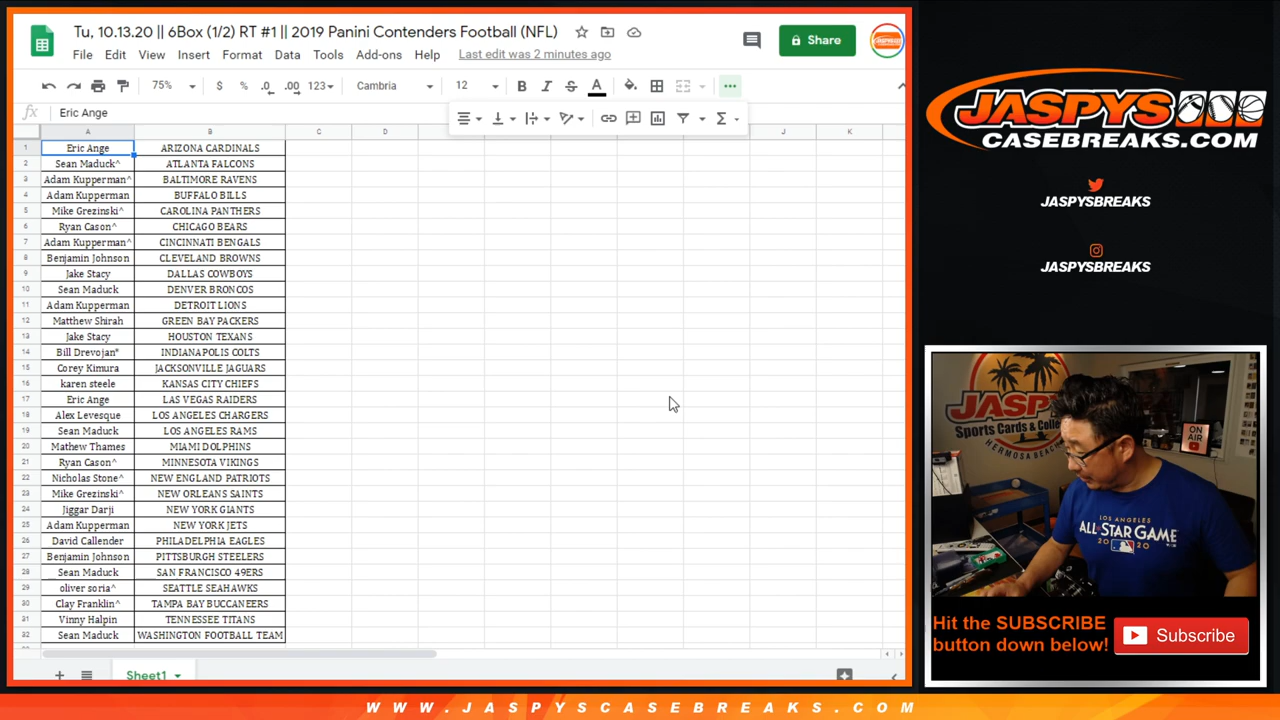 Tu, 10.13.20 || 6Box (1/2) RT #1 || 2019 Panini Contenders Football (NFL)
File Edit View Insert Format Data Tools Add-ons Help Last edit was 2 minutes ago
Share
75% $ % .0 .00 123 Cambria 12 B I S A
fx Eric Ange
A B C D J K
1 Eric Ange ARIZONA CARDINALS
2 Sean Maduck^ ATLANTA FALCONS
3 Adam Kupperman^ BALTIMORE RAVENS
4 Adam Kupperman BUFFALO BILLS
5 Mike Grezinski^ CAROLINA PANTHERS
6 Ryan Cason^ CHICAGO BEARS
7 Adam Kupperman^ CINCINNATI BENGALS
8 Benjamin Johnson CLEVELAND BROWNS
9 Jake Stacy DALLAS COWBOYS
10 Sean Maduck DENVER BRONCOS
11 Adam Kupperman DETROIT LIONS
12 Matthew Shirah GREEN BAY PACKERS
13 Jake Stacy HOUSTON TEXANS
14 Bill Drevojan* INDIANAPOLIS COLTS
15 Corey Kimura JACKSONVILLE JAGUARS
16 karen steele KANSAS CITY CHIEFS
17 Eric Ange LAS VEGAS RAIDERS
18 Alex Levesque LOS ANGELES CHARGERS
19 Sean Maduck LOS ANGELES RAMS
20 Mathew Thames MIAMI DOLPHINS
21 Ryan Cason^ MINNESOTA VIKINGS
22 Nicholas Stone^ NEW ENGLAND PATRIOTS
23 Mike Grezinski^ NEW ORLEANS SAINTS
24 Jiggar Darji NEW YORK GIANTS
25 Adam Kupperman NEW YORK JETS
26 David Callender PHILADELPHIA EAGLES
27 Benjamin Johnson PITTSBURGH STEELERS
28 Sean Maduck SAN FRANCISCO 49ERS
29 oliver soria^ SEATTLE SEAHAWKS
30 Clay Franklin^ TAMPA BAY BUCCANEERS
31 Vinny Halpin TENNESSEE TITANS
32 Sean Maduck WASHINGTON FOOTBALL TEAM
Sheet1
JASPYS
CASEBREAKS.COM
JASPYSBREAKS
JASPYSBREAKS
JASPYS
Sports Cards & Colle
HERMOSA BEACH
ON AIR
LOS ANGELES
ALL-STAR GAME
2020
Hit the SUBSCRIBE
button down below!
Subscribe
WWW.JASPYSCASEBREAKS.COM